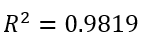 R² = 0.9819